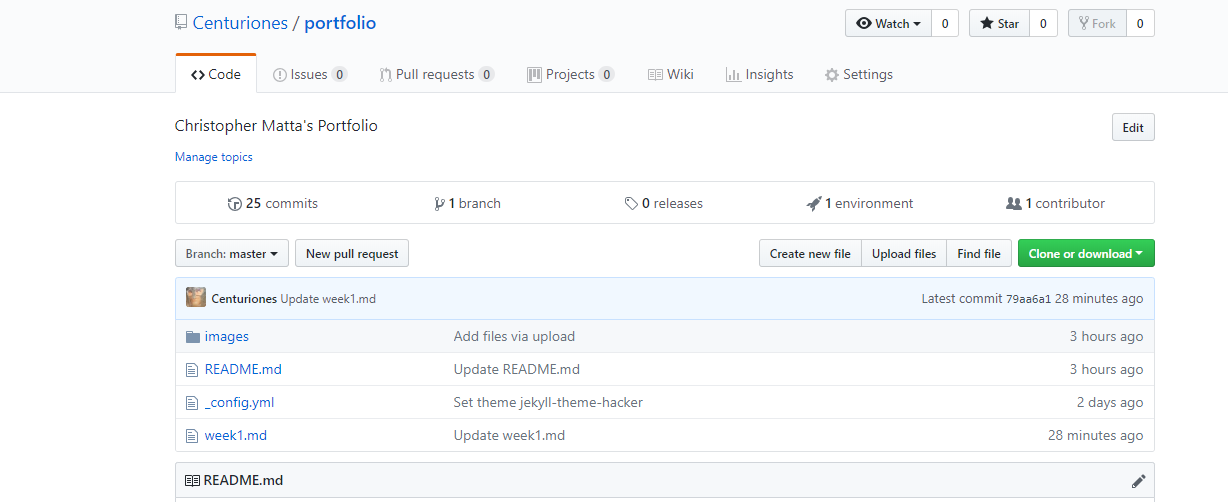 Centuriones / portfolio Watch 0 Star 0 Fork 0
Code Issues 0 Pull requests 0 Projects 0 Wiki Insights Settings
Christopher Matta's Portfolio Edit
Manage topics
25 commits 1 branch 0 releases 1 environment 1 contributor
Branch: master New pull request Create new file Upload files Find file Clone or download
Centuriones Update week1.md Latest commit 79aa6a1 28 minutes ago
images Add files via upload 3 hours ago
README.md Update README.md 3 hours ago
_config.yml Set theme jekyll-theme-hacker 2 days ago
week1.md Update week1.md 28 minutes ago
README.md